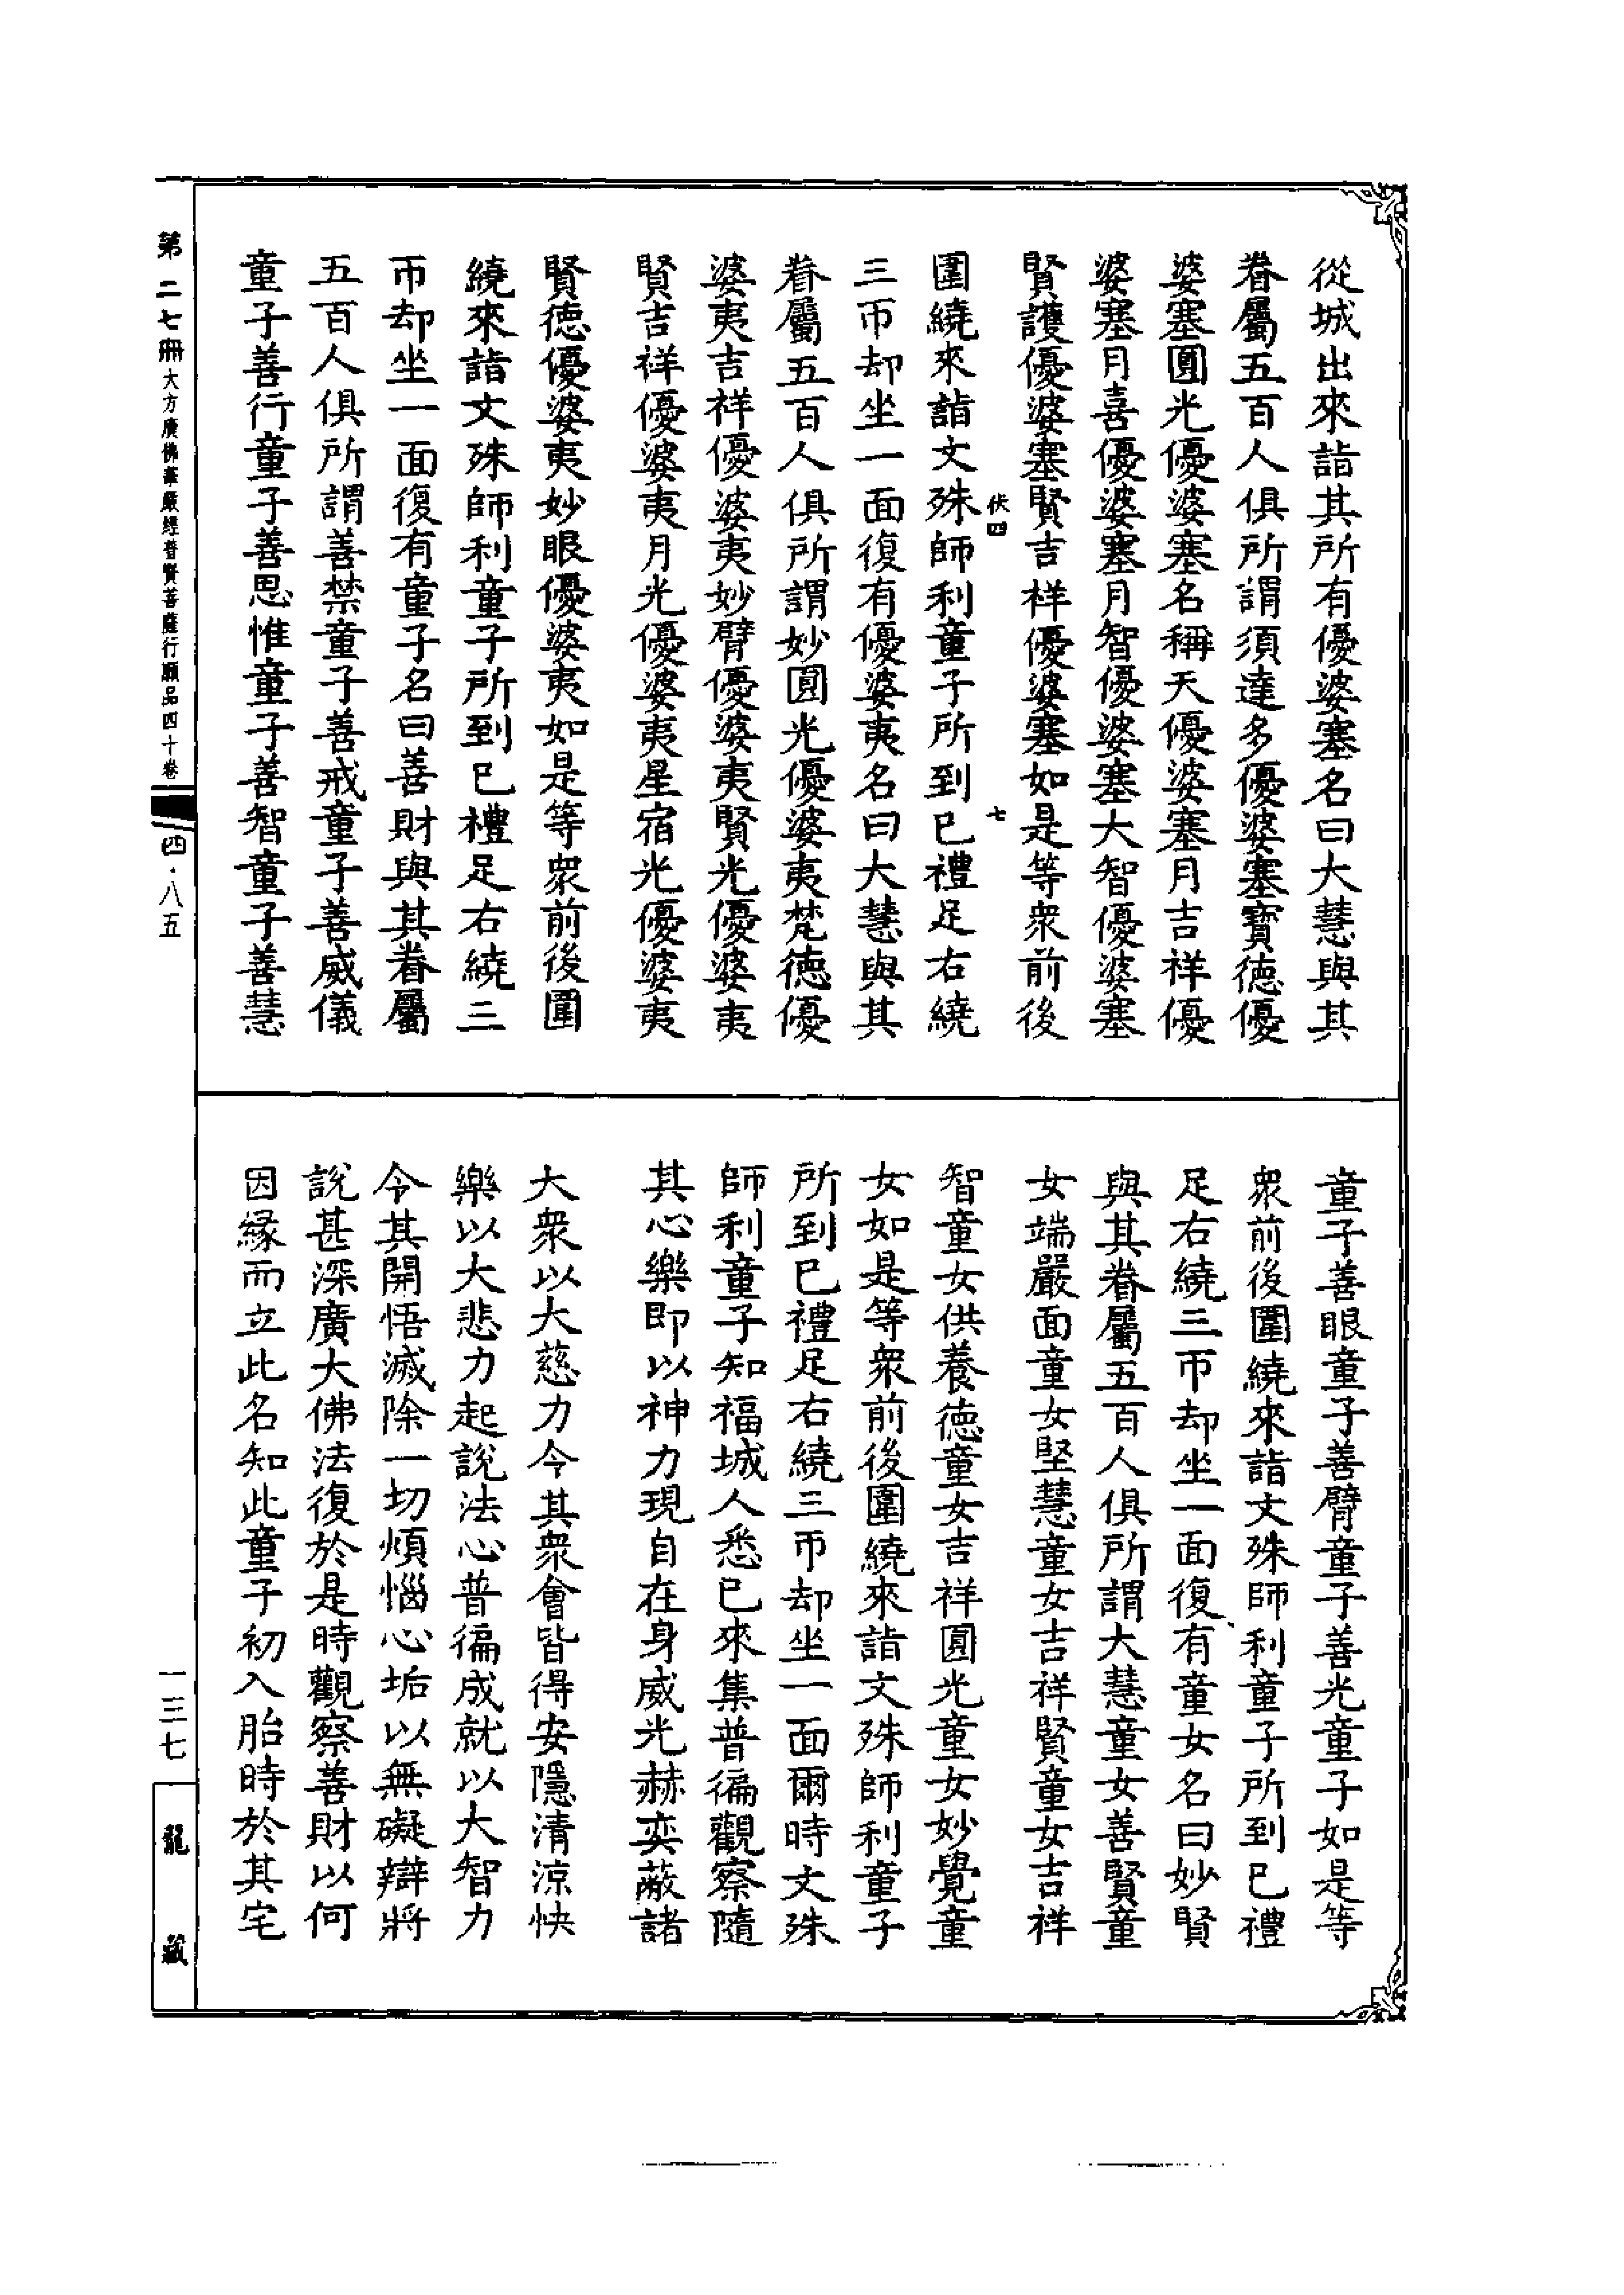 從城出來詣其所有優婆塞名曰大慧與其
眷屬五百人俱所謂須達多優婆塞寶德優
婆塞圓光優婆塞名稱天優婆塞月吉祥優
婆塞月喜優婆塞月智優婆塞大智優婆塞
賢護優婆塞賢吉祥優婆塞如是等眾前後
伏四 七
圍繞來詣文殊師利童子所到已禮足右繞
三帀却坐一面復有優婆夷名曰大慧與其
眷屬五百人俱所謂妙圓光優婆夷梵德優
婆夷吉祥優婆夷妙臂優婆夷賢光優婆夷
賢吉祥優婆夷月光優婆夷星宿光優婆夷
賢德優婆夷妙眼優婆夷如是等眾前後圍
繞來詣文殊師利童子所到已禮足右繞三
帀却坐一面復有童子名曰善財與其眷屬
五百人俱所謂善禁童子善戒童子善威儀
童子善行童子善思惟童子善智童子善慧
童子善眼童子善臂童子善光童子如是等
眾前後圍繞來詣文殊師利童子所到已禮
足右繞三帀却坐一面復有童女名曰妙賢
與其眷屬五百人俱所謂大慧童女善賢童
女端嚴面童女堅慧童女吉祥賢童女吉祥
智童女供養德童女吉祥圓光童女妙覺童
女如是等眾前後圍繞來詣文殊師利童子
所到已禮足右繞三帀却坐一面爾時文殊
師利童子知福城人悉已來集普徧觀察隨
其心樂即以神力現自在身威光赫奕蔽諸
大眾以大慈力令其眾會皆得安隱清涼快
樂以大悲力起說法心普徧成就以大智力
令其開悟滅除一切煩惱心垢以無礙辯將
說甚深廣大佛法復於是時觀察善財以何
因緣而立此名知此童子初入胎時於其宅
第二七冊 大方廣佛華嚴經普賢菩薩行願品四十卷 四·八五
一三七
龍藏